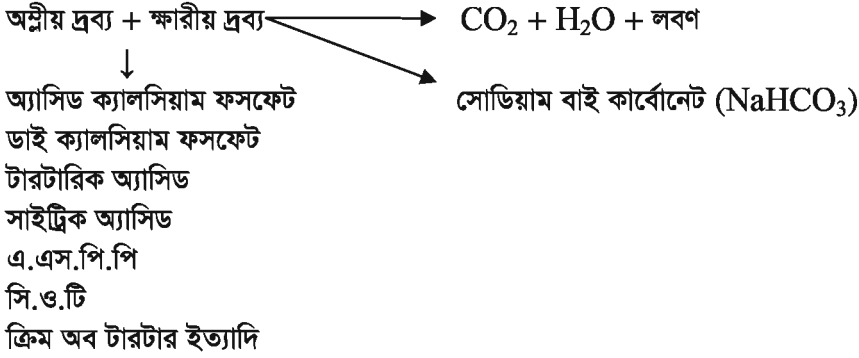 অম্লীয় দ্রব্য + ক্ষারীয় দ্রব্য → CO₂ + H₂O + লবণ
↓
অ্যাসিড ক্যালসিয়াম ফসফেট সোডিয়াম বাই কার্বোনেট (NaHCO₃)
ডাই ক্যালসিয়াম ফসফেট
টারটারিক অ্যাসিড
সাইট্রিক অ্যাসিড
এ.এস.পি.পি
সি.ও.টি
ক্রিম অব টারটার ইত্যাদি